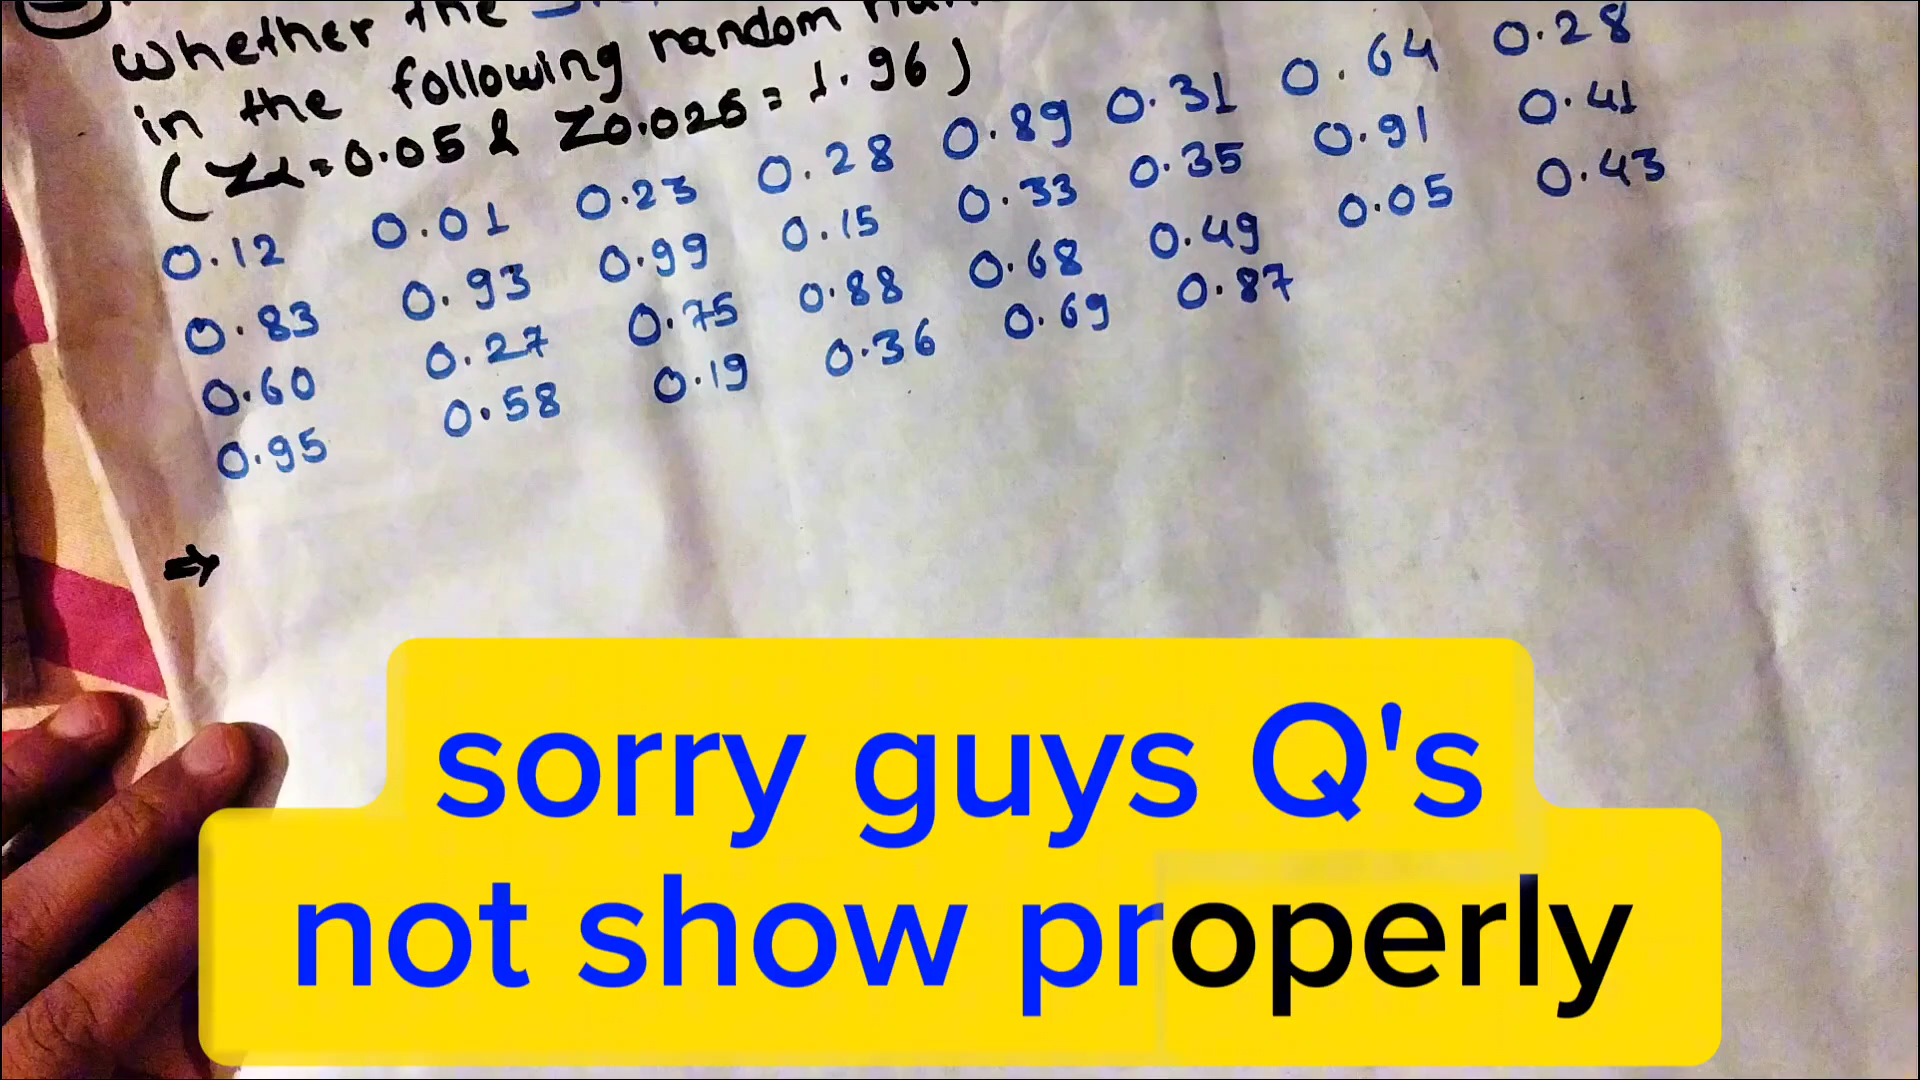 whether the
in the following random
(Zα=0.05 & Z0.025 = 1.96)
0.12 0.01 0.23 0.28 0.89 0.31 0.64 0.28
0.83 0.93 0.99 0.15 0.33 0.35 0.91 0.41
0.60 0.27 0.75 0.88 0.68 0.49 0.05 0.43
0.95 0.58 0.19 0.36 0.69 0.87
sorry guys Q's
not show properly